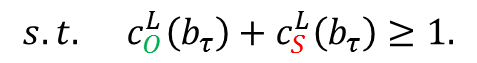 s.t. c_O^L(b_τ) + c_S^L(b_τ) ≥ 1.